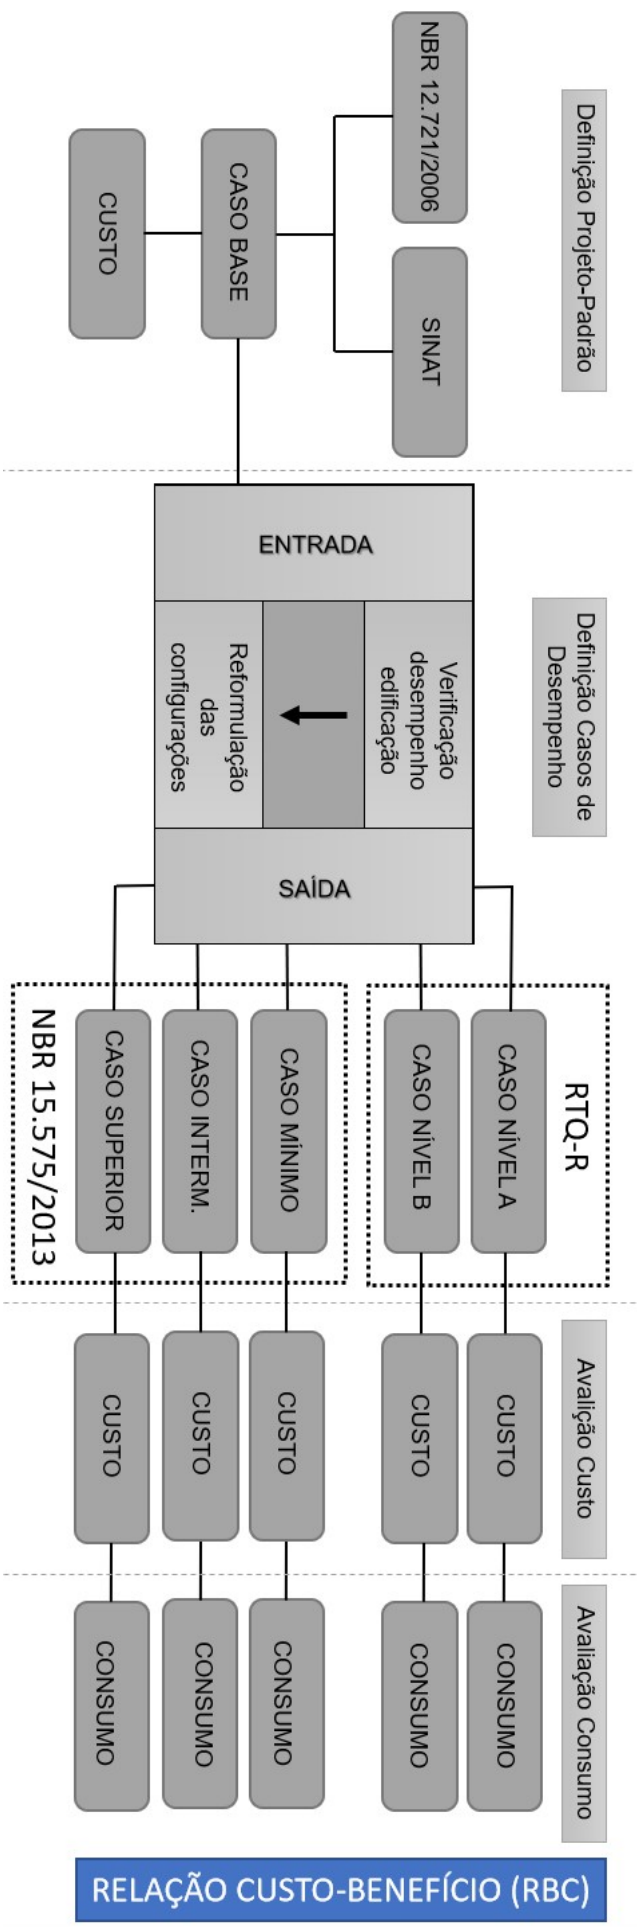 Definição Projeto-Padrão
NBR 12.721/2006
SINAT
CASO BASE
CUSTO
Definição Casos de
Desempenho
ENTRADA
Verificação
desempenho
edificação
Reformulação
das
configurações
SAÍDA
RTQ-R
CASO NÍVEL A
CASO NÍVEL B
CASO MÍNIMO
CASO INTERM.
CASO SUPERIOR
NBR 15.575/2013
Avalição Custo
CUSTO
CUSTO
CUSTO
CUSTO
CUSTO
Avaliação Consumo
CONSUMO
CONSUMO
CONSUMO
CONSUMO
CONSUMO
RELAÇÃO CUSTO-BENEFÍCIO (RBC)